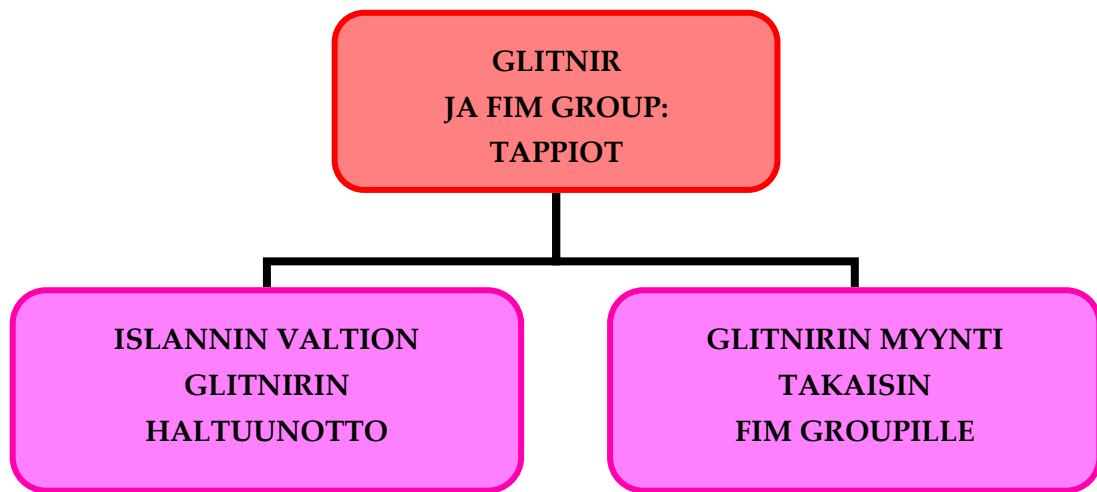 GLITNIR
JA FIM GROUP:
TAPPIOT
ISLANNIN VALTION
GLITNIRIN
HALTUUNOTTO
GLITNIRIN MYYNTI
TAKAISIN
FIM GROUPILLE